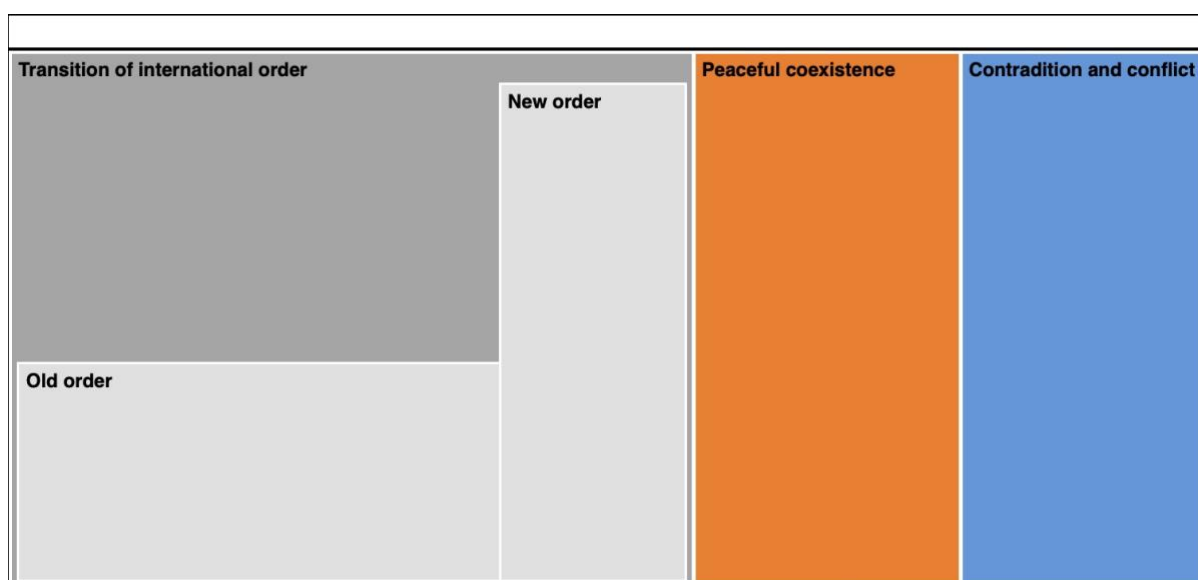 Transition of international order
Peaceful coexistence
Contradition and conflict
New order
Old order